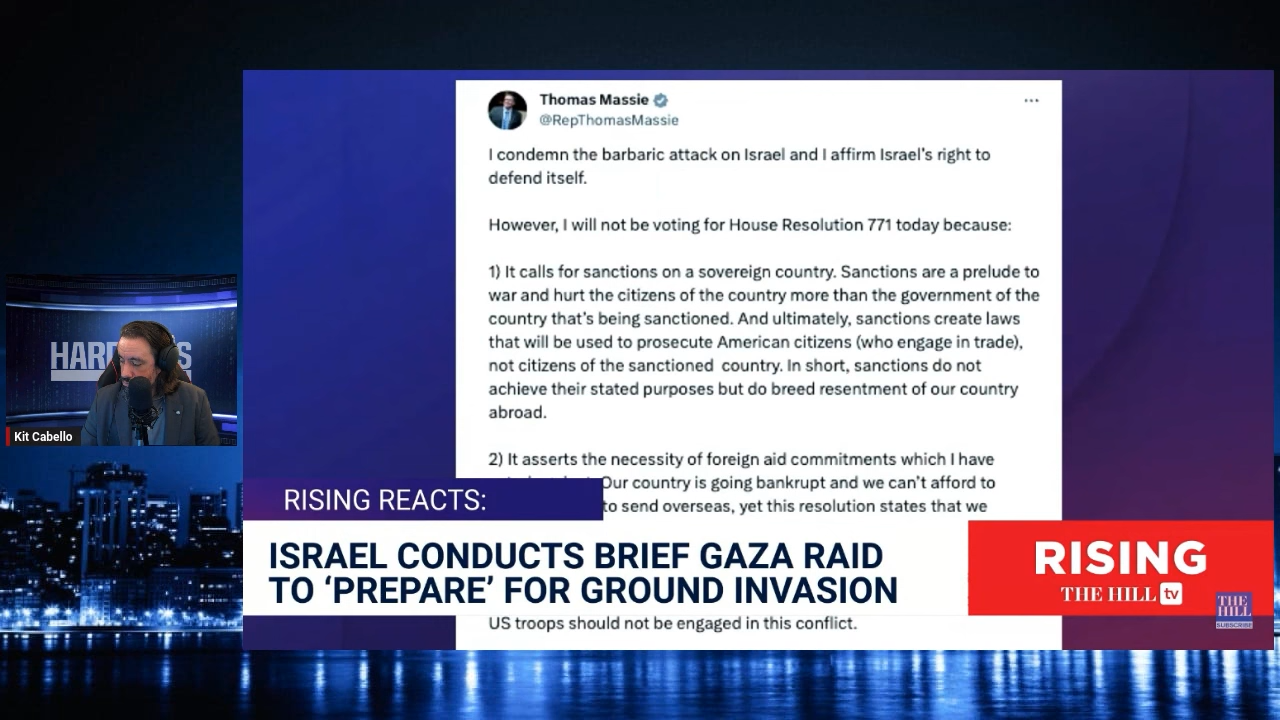 Thomas Massie
@RepThomasMassie
I condemn the barbaric attack on Israel and I affirm Israel's right to
defend itself.
However, I will not be voting for House Resolution 771 today because:
1) It calls for sanctions on a sovereign country. Sanctions are a prelude to
war and hurt the citizens of the country more than the government of the
country that's being sanctioned. And ultimately, sanctions create laws
that will be used to prosecute American citizens (who engage in trade),
not citizens of the sanctioned country. In short, sanctions do not
achieve their stated purposes but do breed resentment of our country
abroad.
2) It asserts the necessity of foreign aid commitments which I have
Our country is going bankrupt and we can't afford to
to send overseas, yet this resolution states that we
RISING REACTS:
ISRAEL CONDUCTS BRIEF GAZA RAID
TO 'PREPARE' FOR GROUND INVASION
RISING
THE HILL tv
THE
HILL
SUBSCRIBE
US troops should not be engaged in this conflict.
HARD S
Kit Cabello